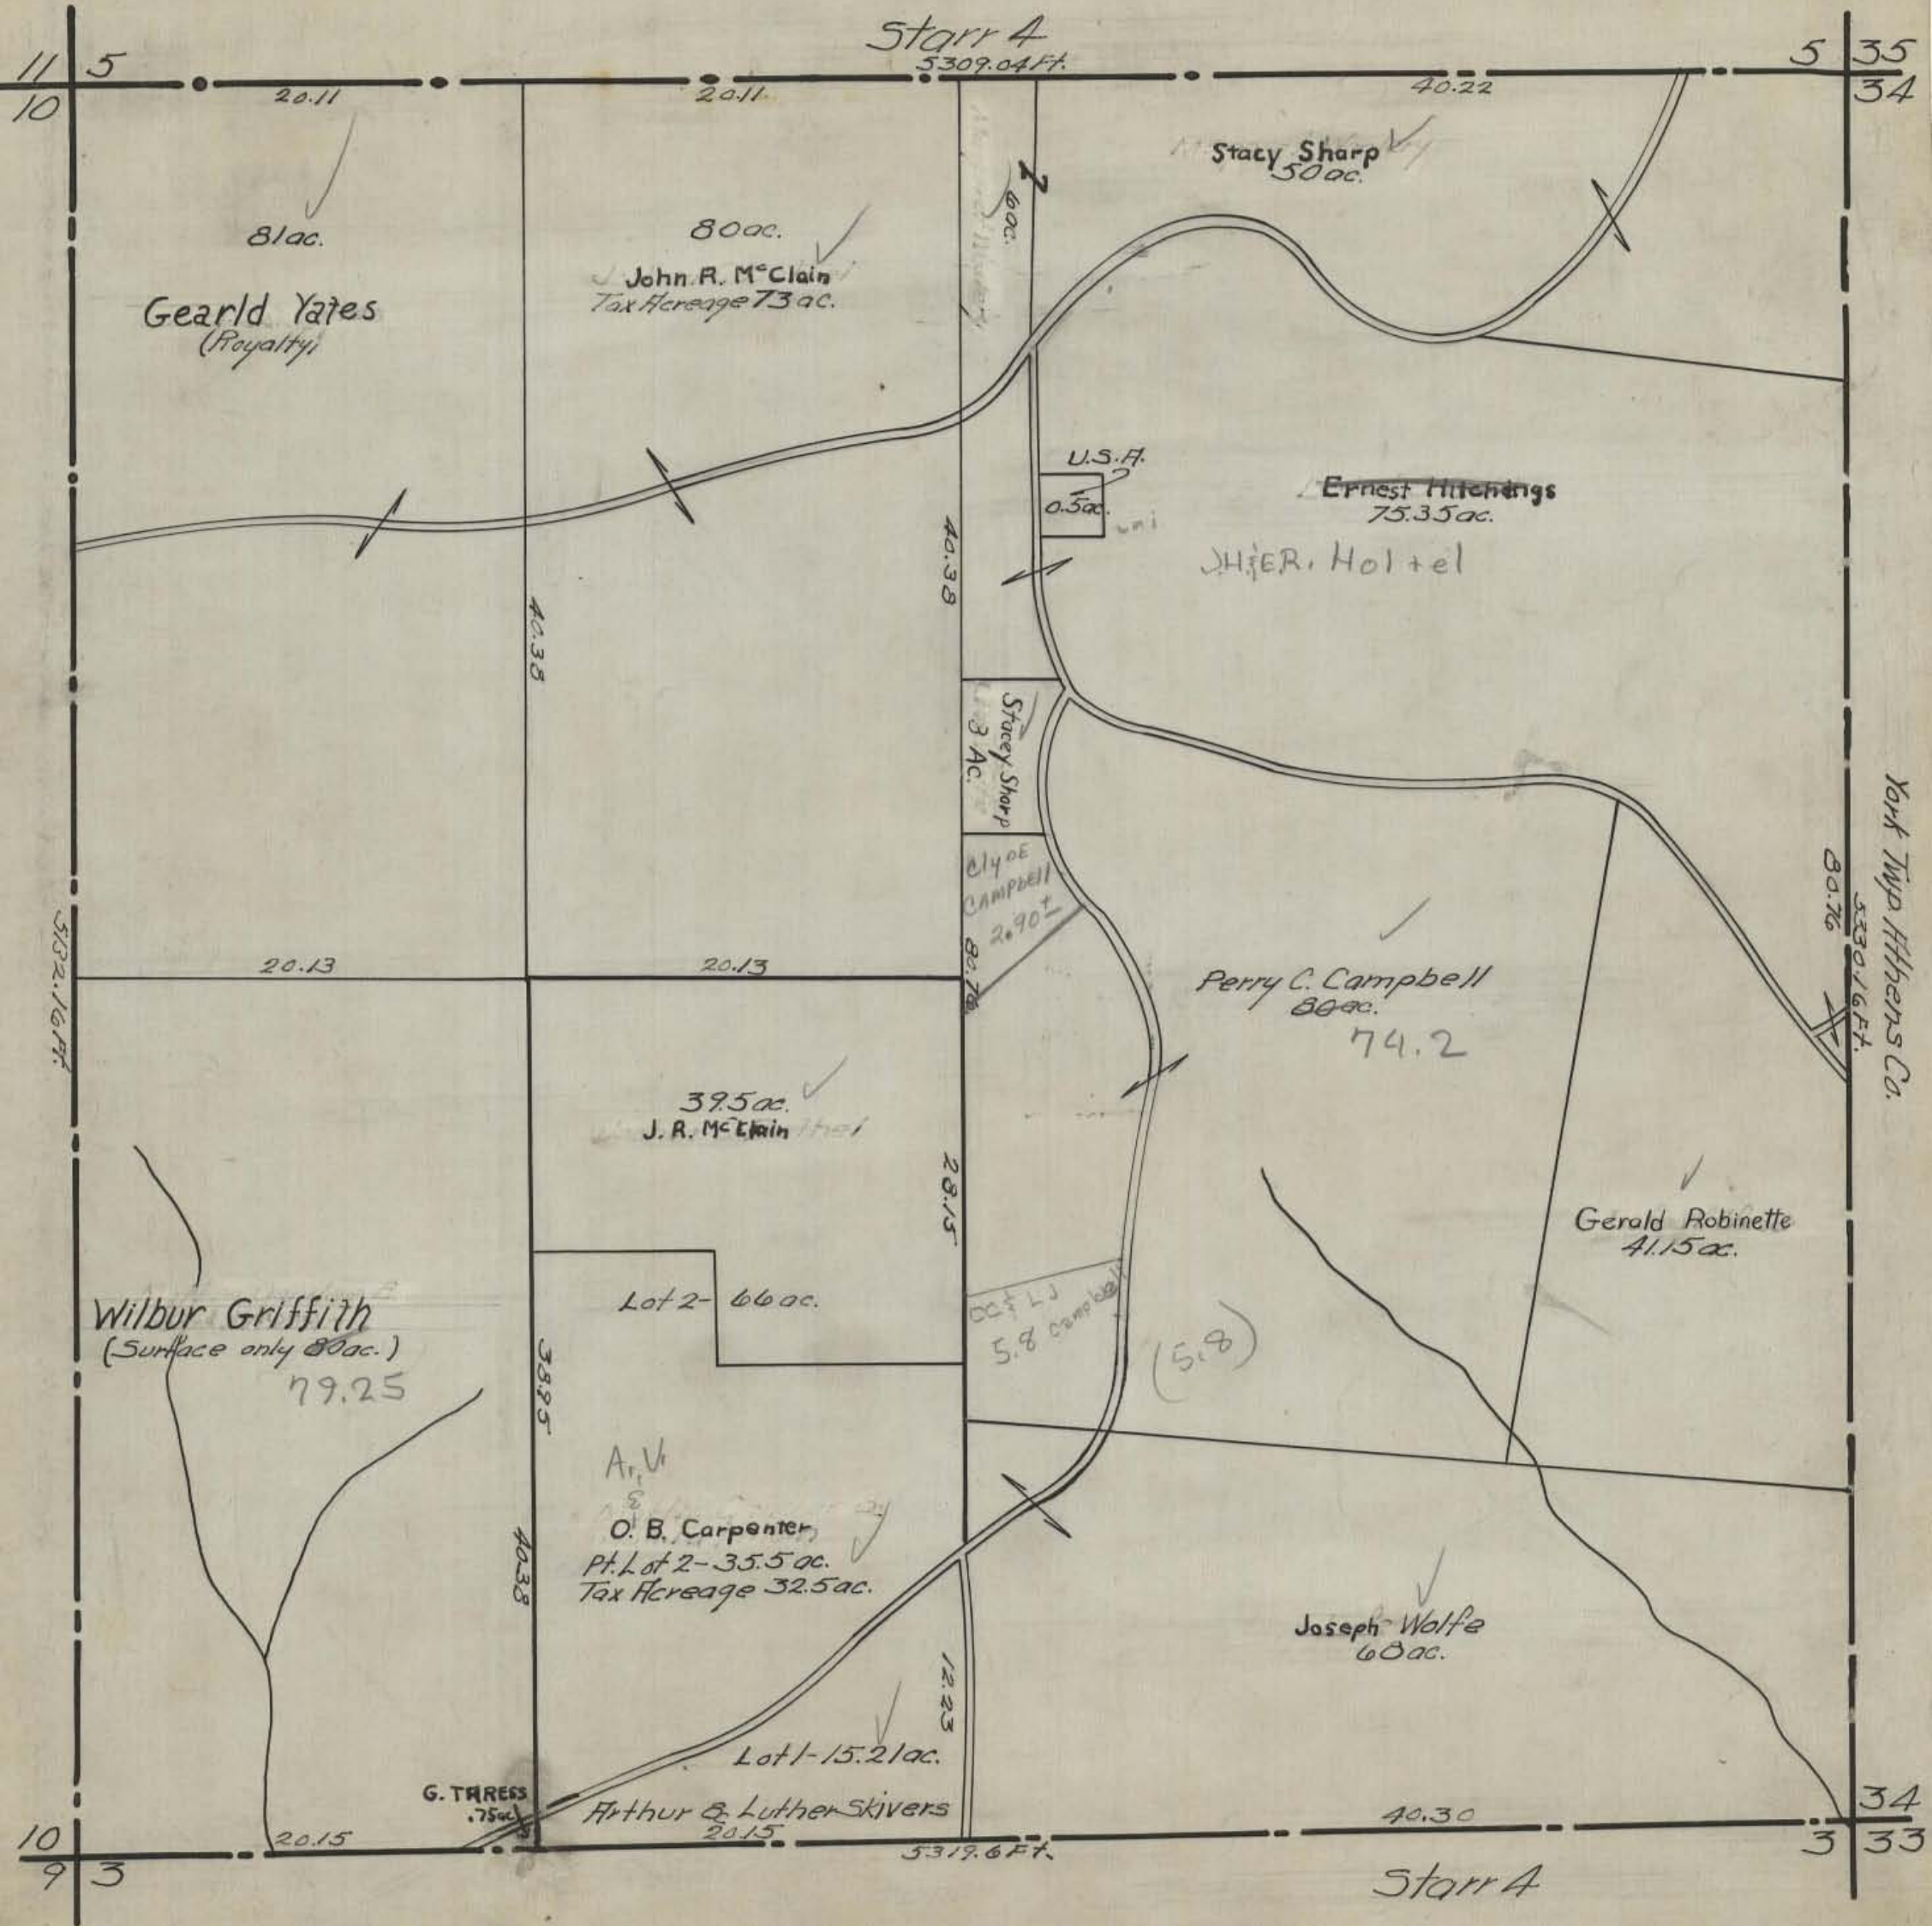 Starr 4
5309.04 Ft.
11 5
10
5 35
34
20.11
20.11
40.22
81 ac.
Gearld Yates
(Royalty)
80 ac.
John R. McClain
Tax Acreage 73 ac.
6 ac.
Stacy Sharp
50 ac.
U.S.A.
0.5 ac.
Ernest Hitchings
75.35 ac.
JH & ER. Holtel
40.38
40.38
Stacey Sharp
3 Ac.
Clyde
Campbell
2.90±
80.76
20.13
20.13
5332.16 Ft.
Perry C. Campbell
80 ac.
74.2
80.76
5330.16 Ft.
York Twp. Athens Co.
39.5 ac.
J. R. McClain
28.15
Gerald Robinette
41.15 ac.
Lot 2- 66 ac.
CC & LJ
5.8 Campbell
(5.8)
Wilbur Griffith
(Surface only 80 ac.)
79.25
38.95
40.38
A. V.
&
O. B. Carpenter
Pt. Lot 2-35.5 ac.
Tax Acreage 32.5 ac.
Joseph Wolfe
68 ac.
12.23
Lot 1-15.21 ac.
Arthur & Luther Skivers
G. TARESS
.75ac
20.15
20.15
5319.6 Ft.
40.30
10
9 3
34
3 33
Starr 4